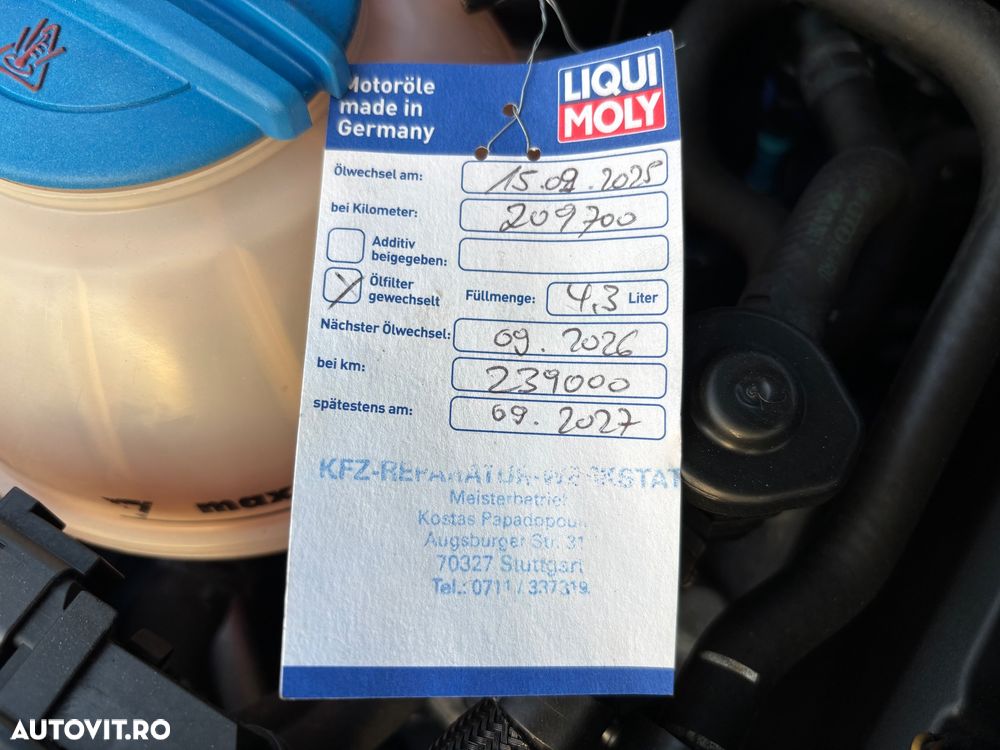 Motoröle
made in
Germany
LIQUI
MOLY
Ölwechsel am: 15.09.2025
bei Kilometer: 209700
Additiv
beigegeben:
Ölfilter
gewechselt
Füllmenge: 4,3 Liter
Nächster Ölwechsel: 09.2026
bei km: 239000
spätestens am: 09.2027
Meisterbetrieb
Kostas
Augsburger Str. 31
70327 Stuttgart
Tel.: 0711 / 337319
max
AUTOVIT.RO